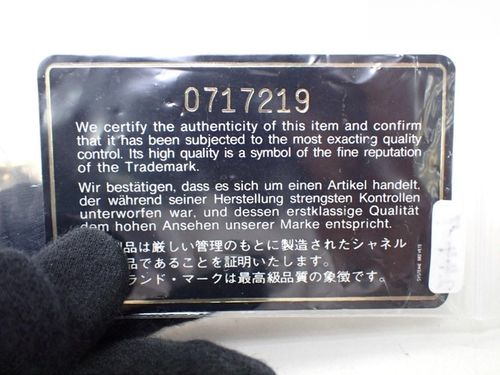 0717219
We certify the authenticity of this item and confirm
that it has been subjected to the most exacting quality
control. Its high quality is a symbol of the fine reputation
of the Trademark.
Wir bestätigen, dass es sich um einen Artikel handelt,
der während seiner Herstellung strengsten Kontrollen
unterworfen war, und dessen erstklassige Qualität
dem hohen Ansehen unserer Marke entspricht.
品は厳しい管理のもとに製造されたシャネル
品であることを証明いたします。
ランド・マークは最高級品質の象徴です。